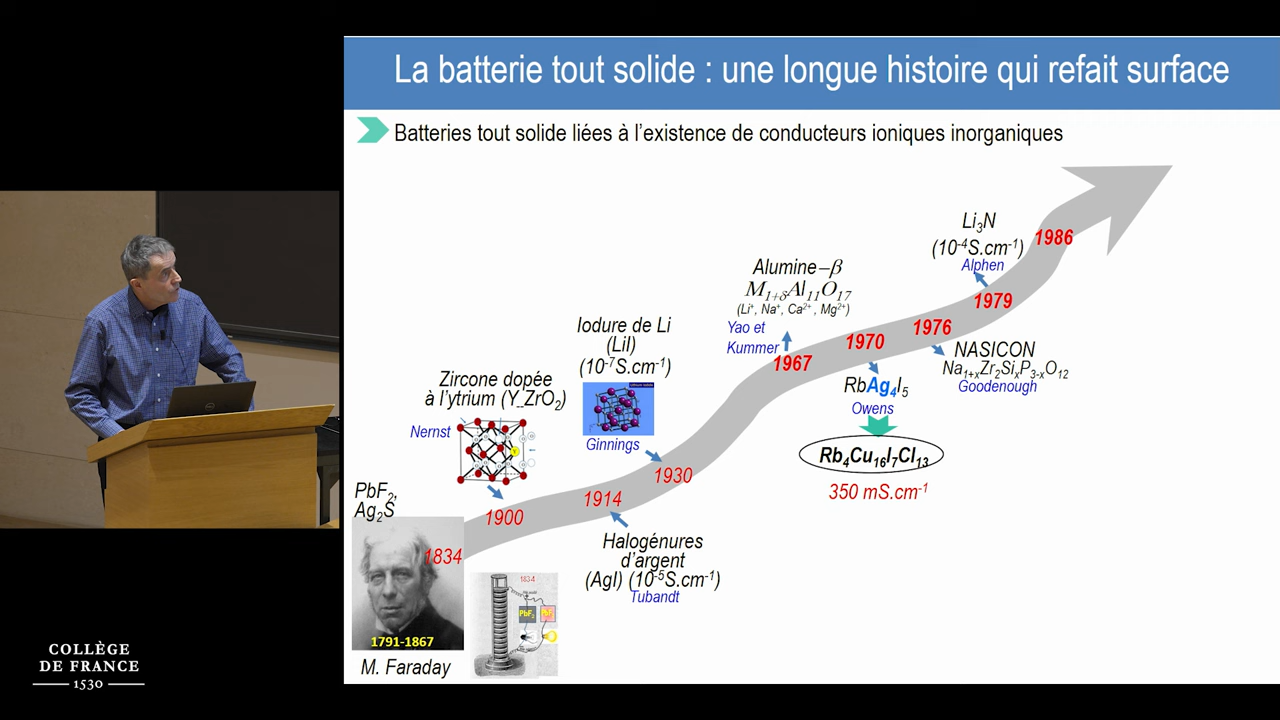 La batterie tout solide : une longue histoire qui refait surface
Batteries tout solide liées à l'existence de conducteurs ioniques inorganiques
Li₃N
(10⁻⁴S.cm⁻¹)
Alphen
1986
1979
Alumine–β
M₁₊δAl₁₁O₁₇
(Li⁺, Na⁺, Ca²⁺ , Mg²⁺)
Yao et
Kummer
1967
1970
1976
NASICON
Na₁₊ₓZr₂SiₓP₃₋ₓO₁₂
Goodenough
RbAg₄I₅
Owens
Rb₄Cu₁₆I₇Cl₁₃
350 mS.cm⁻¹
Iodure de Li
(LiI)
(10⁻⁷S.cm⁻¹)
Ginnings
1930
Zircone dopée
à l'ytrium (Y_ZrO₂)
Nernst
Y
1900
1914
Halogénures
d'argent
(AgI) (10⁻⁵S.cm⁻¹)
Tubandt
PbF₂,
Ag₂S
1834
1791-1867
M. Faraday
1834
PbF₂
COLLÈGE
DE FRANCE
1530